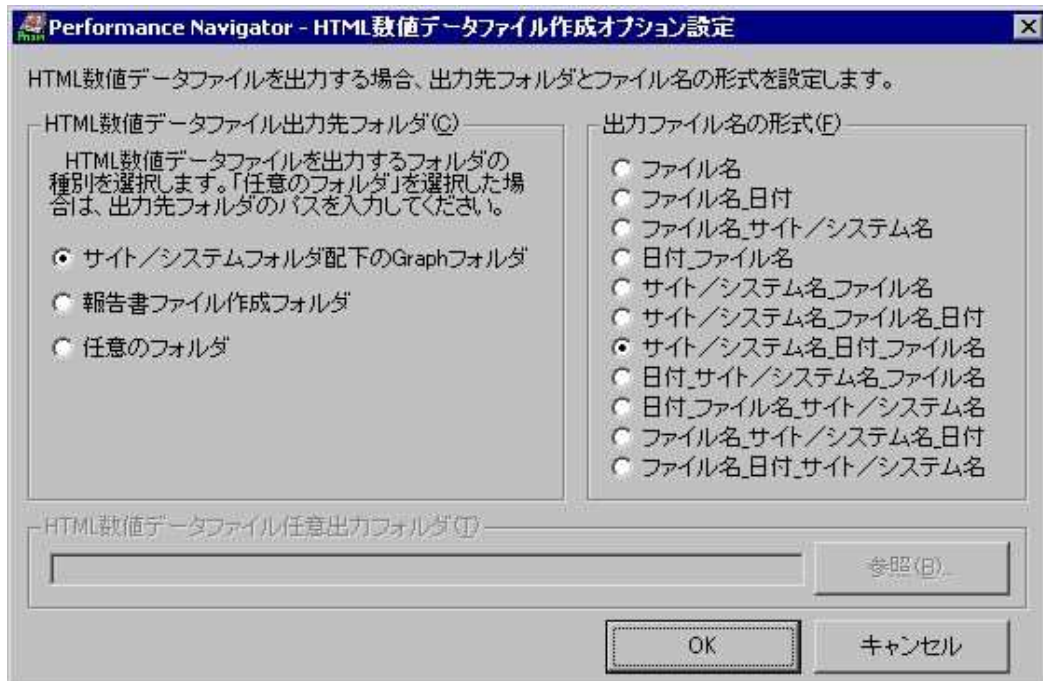 Performance Navigator - HTML数値データファイル作成オプション設定
HTML数値データファイルを出力する場合、出力先フォルダとファイル名の形式を設定します。
HTML数値データファイル出力先フォルダ(C)
HTML数値データファイルを出力するフォルダの
種別を選択します。「任意のフォルダ」を選択した場
合は、出力先フォルダのパスを入力してください。
サイト／システムフォルダ配下のGraphフォルダ
報告書ファイル作成フォルダ
任意のフォルダ
出力ファイル名の形式(F)
ファイル名
ファイル名_日付
ファイル名_サイト／システム名
日付_ファイル名
サイト／システム名_ファイル名
サイト／システム名_ファイル名_日付
サイト／システム名_日付_ファイル名
日付_サイト／システム名_ファイル名
日付_ファイル名_サイト／システム名
ファイル名_サイト／システム名_日付
ファイル名_日付_サイト／システム名
HTML数値データファイル任意出力フォルダ(T)
参照(B)...
OK
キャンセル